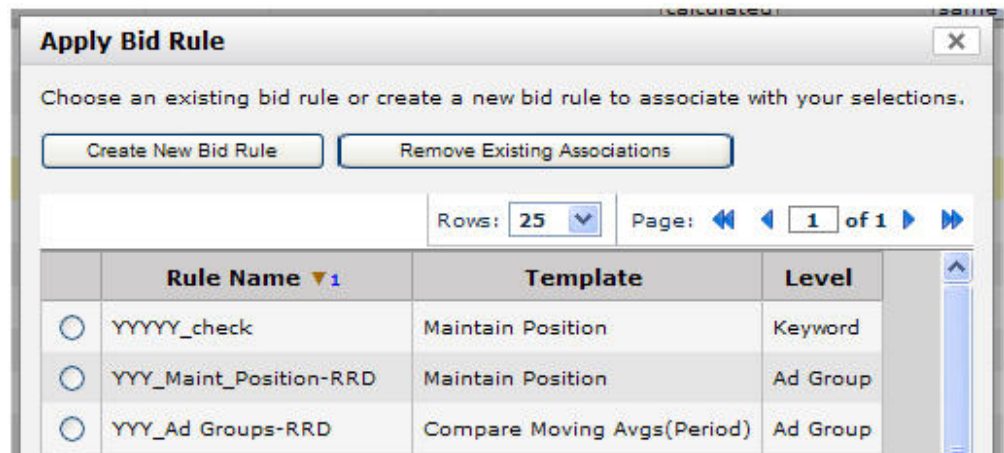 calculated same
Apply Bid Rule
Choose an existing bid rule or create a new bid rule to associate with your selections.
Create New Bid Rule Remove Existing Associations
Rows: 25 Page: 1 of 1
Rule Name ▼1 Template Level
YYYYY_check Maintain Position Keyword
YYY_Maint_Position-RRD Maintain Position Ad Group
YYY_Ad Groups-RRD Compare Moving Avgs(Period) Ad Group